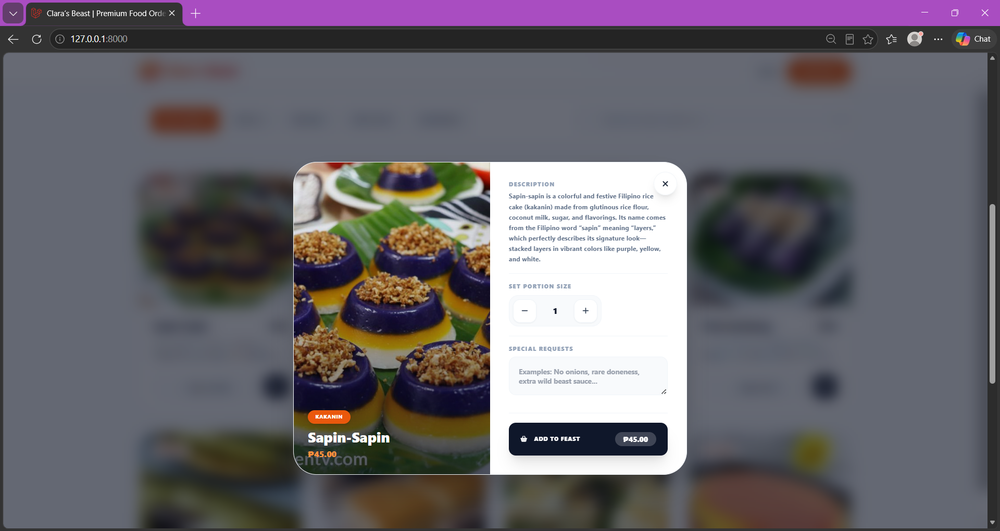 Clara's Beast | Premium Food Orde
127.0.0.1:8000
Chat
DESCRIPTION
Sapin-sapin is a colorful and festive Filipino rice
cake (kakanin) made from glutinous rice flour,
coconut milk, sugar, and flavorings. Its name comes
from the Filipino word “sapin” meaning “layers,”
which perfectly describes its signature look—
stacked layers in vibrant colors like purple, yellow,
and white.
SET PORTION SIZE
− 1 +
SPECIAL REQUESTS
Examples: No onions, rare doneness,
extra wild beast sauce...
KAKANIN
Sapin-Sapin
₱45.00
entv.com
ADD TO FEAST ₱45.00